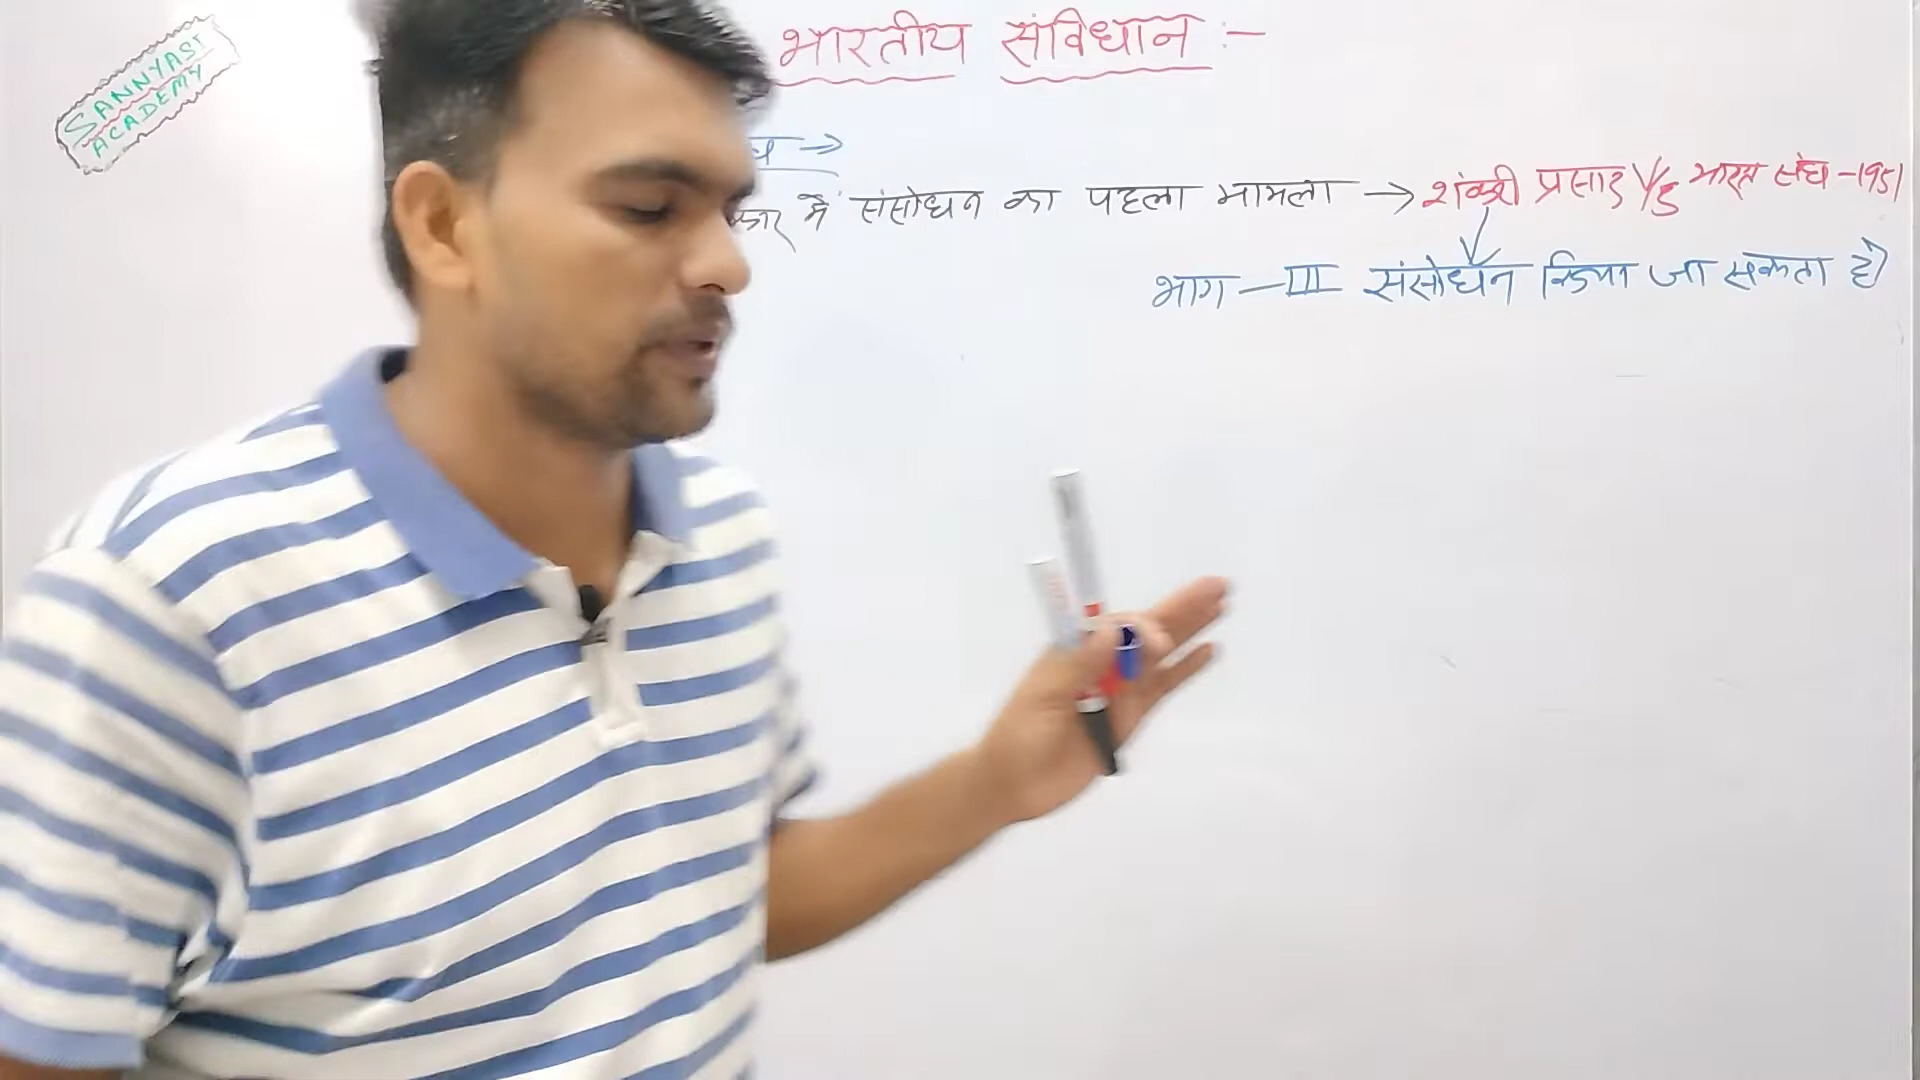 SANNYASI
ACADEMY
भारतीय संविधान :-
में संसोधन का पहला मामला → शंकरी प्रसाद V/S भारत संघ -1951
भाग - III संसोधन किया जा सकता है